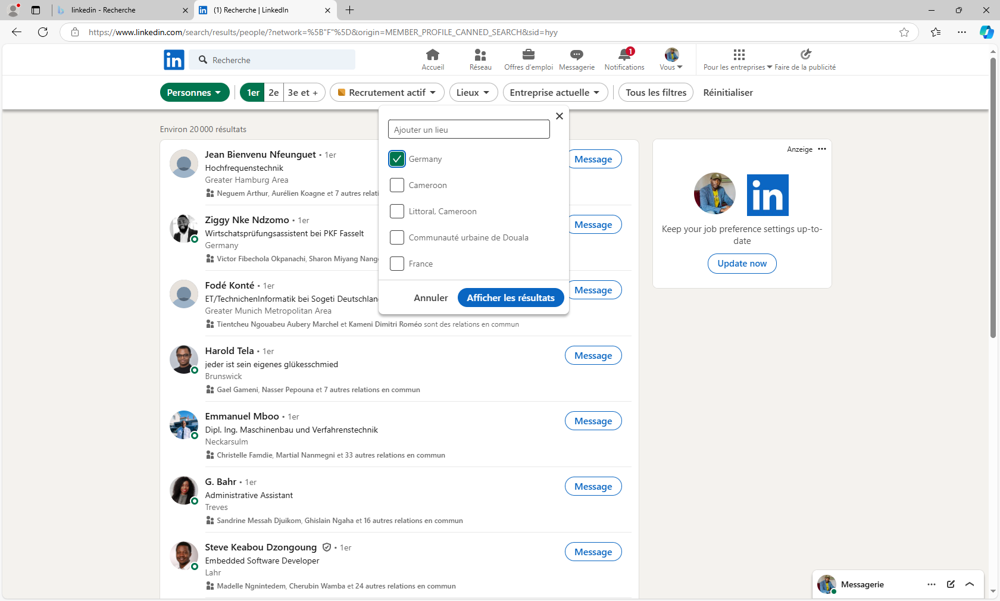 linkedin - Recherche
(1) Recherche | LinkedIn
https://www.linkedin.com/search/results/people/?network=%5B"F"%5D&origin=MEMBER_PROFILE_CANNED_SEARCH&sid=hyy
in
Recherche
Accueil
Réseau
Offres d'emploi
Messagerie
1
Notifications
Vous
Pour les entreprises
Faire de la publicité
Personnes
1er
2e
3e et +
Recrutement actif
Lieux
Entreprise actuelle
Tous les filtres
Réinitialiser
Ajouter un lieu
Germany
Cameroon
Littoral, Cameroon
Communauté urbaine de Douala
France
Annuler
Afficher les résultats
Environ 20 000 résultats
Jean Bienvenu Nfeunguet • 1er
Hochfrequenstechnik
Greater Hamburg Area
Neguem Arthur, Aurélien Koagne et 7 autres relati
Message
Ziggy Nke Ndzomo • 1er
Wirtschatsprüfungsassistent bei PKF Fasselt
Germany
Victor Fibechola Okpanachi, Sharon Miyang Nang
Message
Fodé Konté • 1er
ET/TechnichenInformatik bei Sogeti Deutschlan
Greater Munich Metropolitan Area
Tientcheu Ngouabeu Aubery Marchel et Kameni Dimitri Roméo sont des relations en commun
Message
Harold Tela • 1er
jeder ist sein eigenes glükesschmied
Brunswick
Gael Gameni, Nasser Pepouna et 7 autres relations en commun
Message
Emmanuel Mboo • 1er
Dipl. Ing. Maschinenbau und Verfahrenstechnik
Neckarsulm
Christelle Famdie, Martial Nanmegni et 33 autres relations en commun
Message
G. Bahr • 1er
Administrative Assistant
Treves
Sandrine Messah Djuikom, Ghislain Ngaha et 16 autres relations en commun
Message
Steve Keabou Dzongoung • 1er
Embedded Software Developer
Lahr
Madelle Ngnintedem, Cherubin Wamba et 24 autres relations en commun
Message
Anzeige
in
Keep your job preference settings up-to-
date
Update now
Messagerie